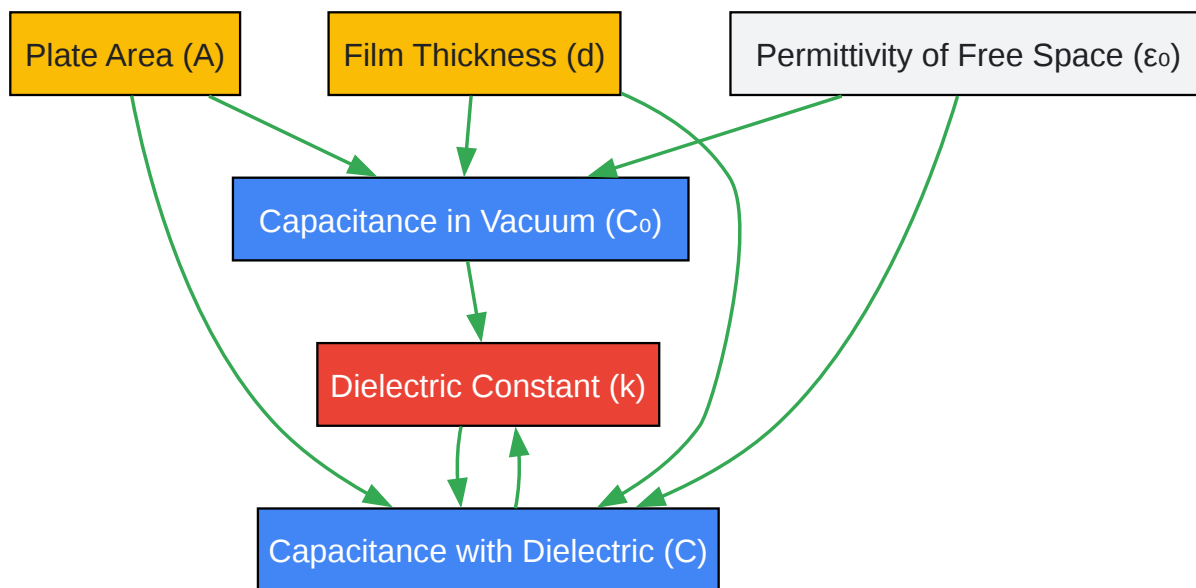 Plate Area (A)
Film Thickness (d)
Permittivity of Free Space (ε₀)
Capacitance in Vacuum (C₀)
Dielectric Constant (k)
Capacitance with Dielectric (C)